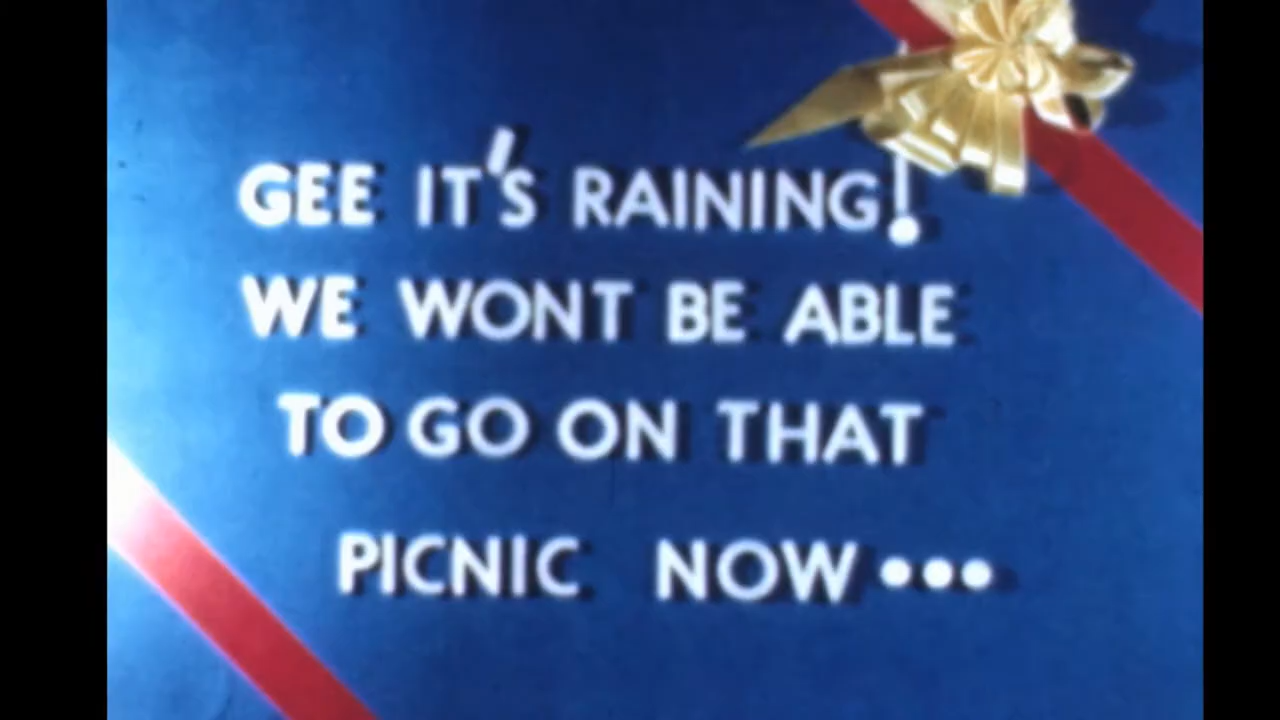 GEE IT'S RAINING!
WE WONT BE ABLE
TO GO ON THAT
PICNIC NOW•••